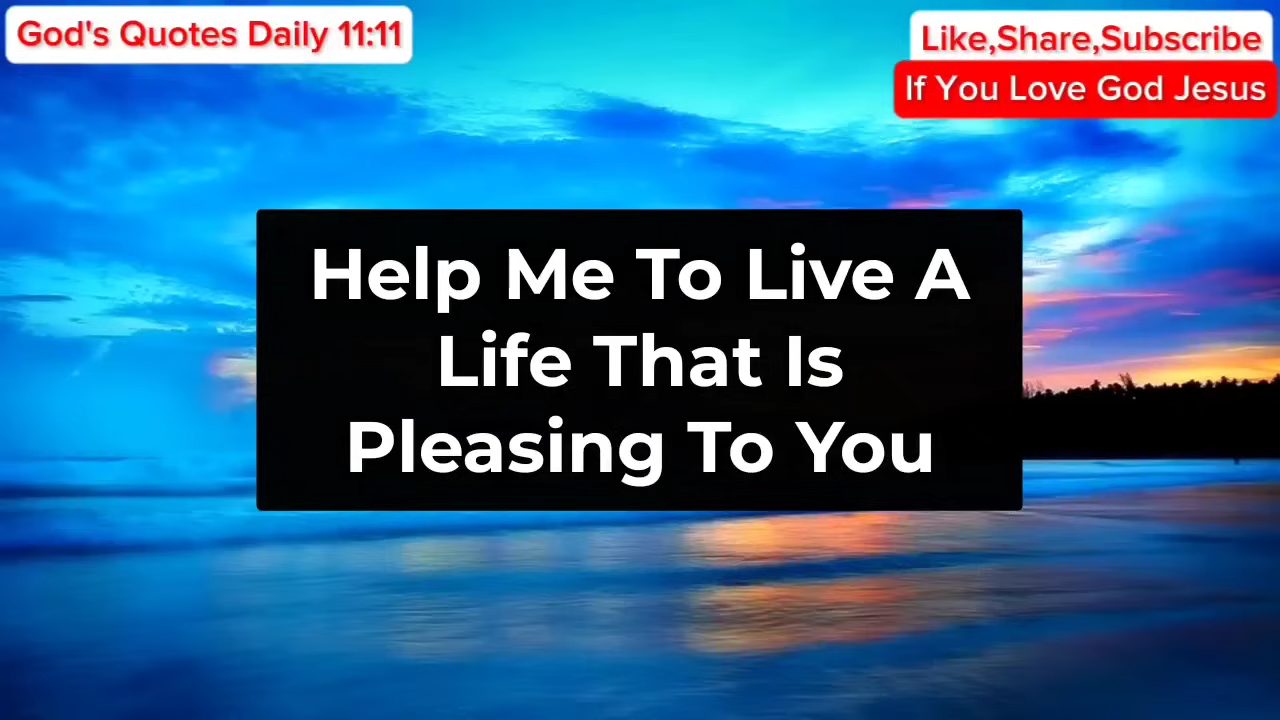 God's Quotes Daily 11:11
Like,Share,Subscribe
If You Love God Jesus
Help Me To Live A
Life That Is
Pleasing To You